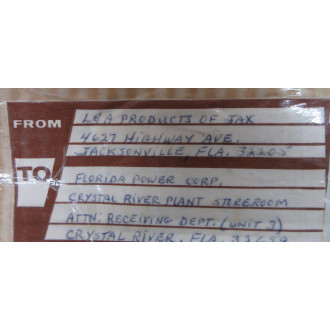 FROM
L&A PRODUCTS OF JAX
4627 HIGHWAY AVE.
JACKSONVILLE, FLA. 32205
TO
FLORIDA POWER CORP.
CRYSTAL RIVER PLANT STOREROOM
ATTN: RECEIVING DEPT. (UNIT 3)
CRYSTAL RIVER, FLA.